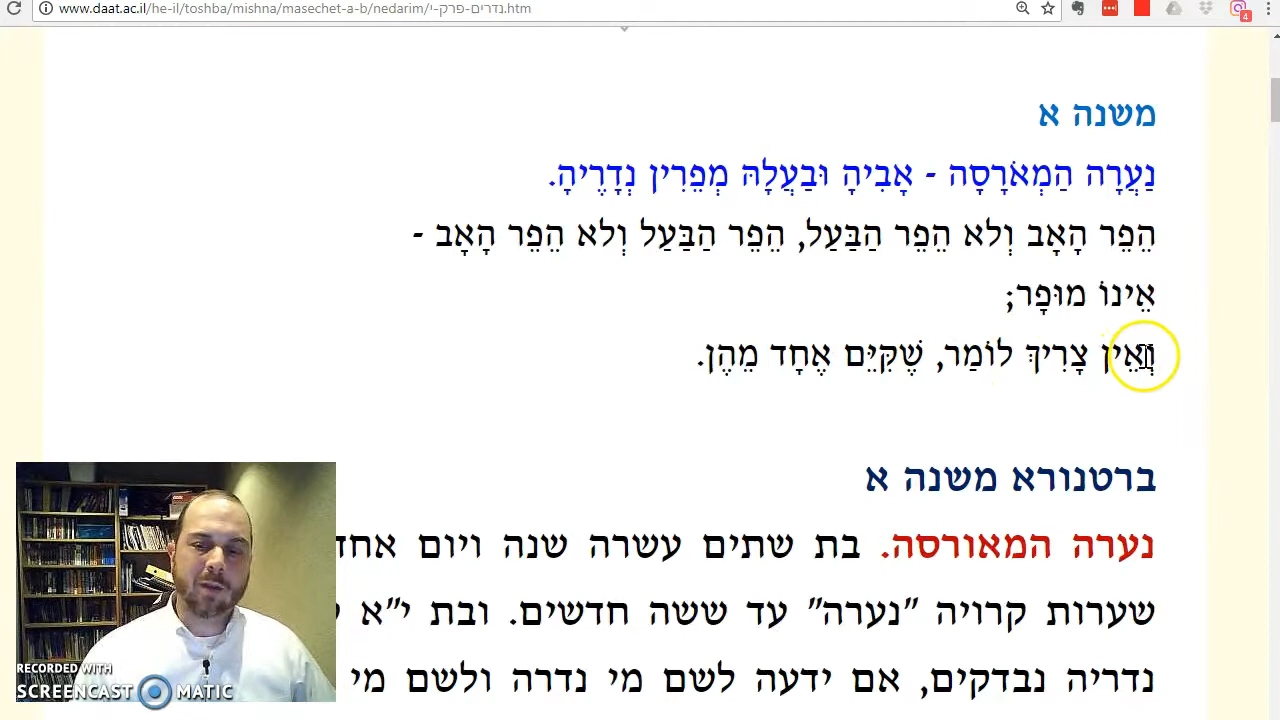 www.daat.ac.il/he-il/toshba/mishna/masechet-a-b/nedarim/נדרים-פרק-י.htm
4
משנה א
נַעֲרָה הַמְאֹרָסָה - אָבִיהָ וּבַעֲלָהּ מְפֵרִין נְדָרֶיהָ.
הֵפֵר הָאָב וְלֹא הֵפֵר הַבַּעַל, הֵפֵר הַבַּעַל וְלֹא הֵפֵר הָאָב -
אֵינוֹ מוּפָר;
וְאֵין צָרִיךְ לוֹמַר, שֶׁקִּיֵּם אֶחָד מֵהֶן.
ברטנורא משנה א
נערה המאורסה. בת שתים עשרה שנה ויום אחד
שערות קרויה "נערה" עד ששה חדשים. ובת י"א
נדריה נבדקים, אם ידעה לשם מי נדרה ולשם מי
RECORDED WITH
SCREENCAST MATIC